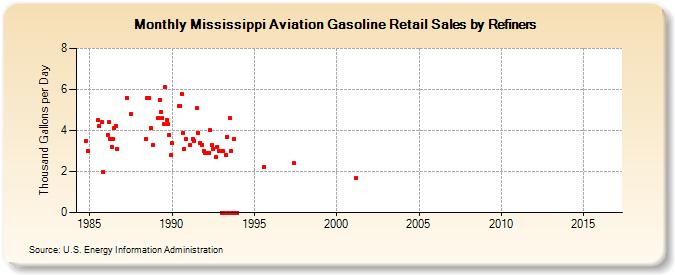 Monthly Mississippi Aviation Gasoline Retail Sales by Refiners
Thousand Gallons per Day
8
6
4
2
0
1985 1990 1995 2000 2005 2010 2015
Source: U.S. Energy Information Administration